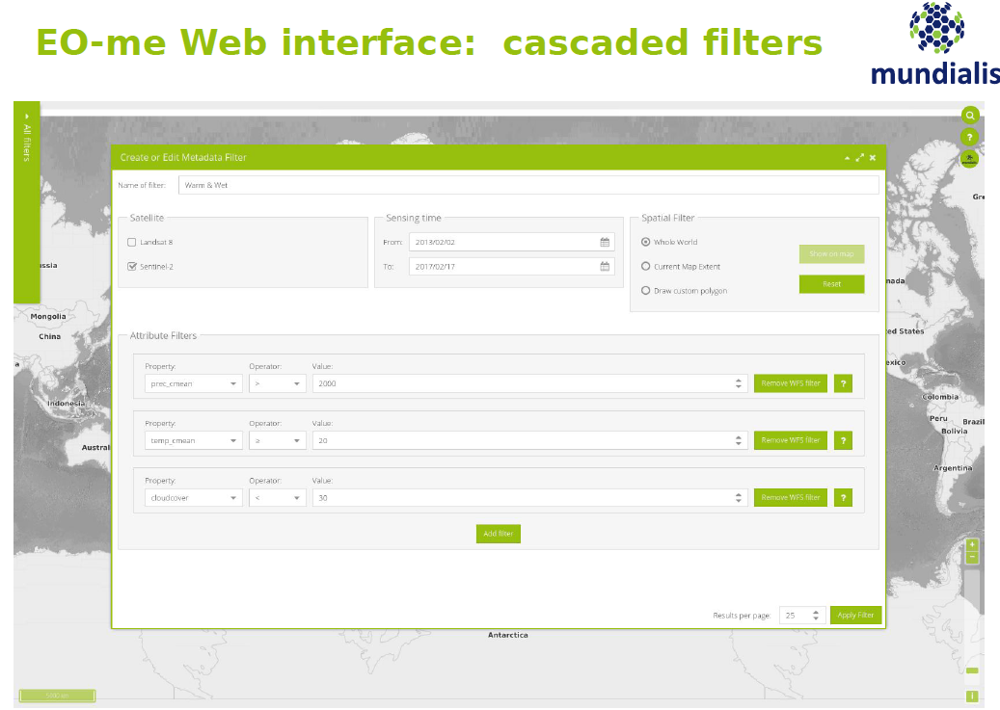 EO-me Web interface: cascaded filters
mundialis
All filters
?
Create or Edit Metadata Filter
Name of filter: Warm & Wet
Satellite
Landsat 8
Sentinel-2
Sensing time
From: 2013/02/02
To: 2017/02/17
Spatial Filter
Whole World
Current Map Extent
Draw custom polygon
Show on map
Reset
Attribute Filters
Property: Operator: Value:
prec_cmean > 2000 Remove WFS filter ?
Property: Operator: Value:
temp_cmean ≥ 20 Remove WFS filter ?
Property: Operator: Value:
cloudcover < 30 Remove WFS filter ?
Add filter
Results per page: 25 Apply Filter
ssia
Mongolia
China
a
Indonesia
Austral
Gre
nada
ed States
exico
Colombia
Peru
Brazil
Bolivia
Argentina
Antarctica
+
−
i